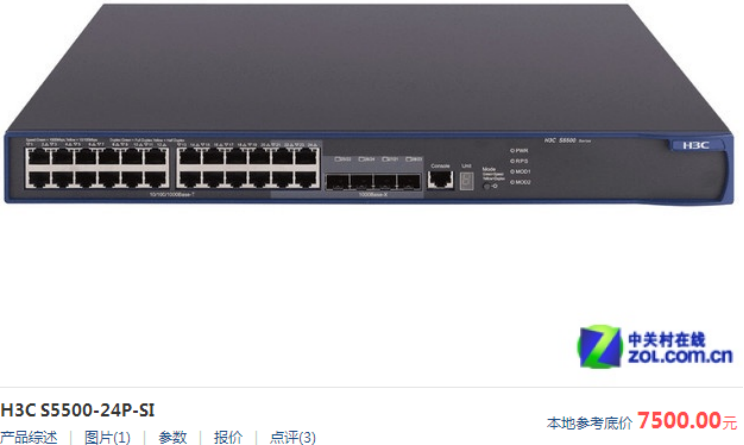 H3C S5500 Series
H3C
PWR
RPS
MOD1
MOD2
Console
Unit
Mode
10/100/1000Base-T
1000Base-X
中关村在线
ZOL.COM.CN
H3C S5500-24P-SI
本地参考底价 7500.00元
产品综述 | 图片(1) | 参数 | 报价 | 点评(3)